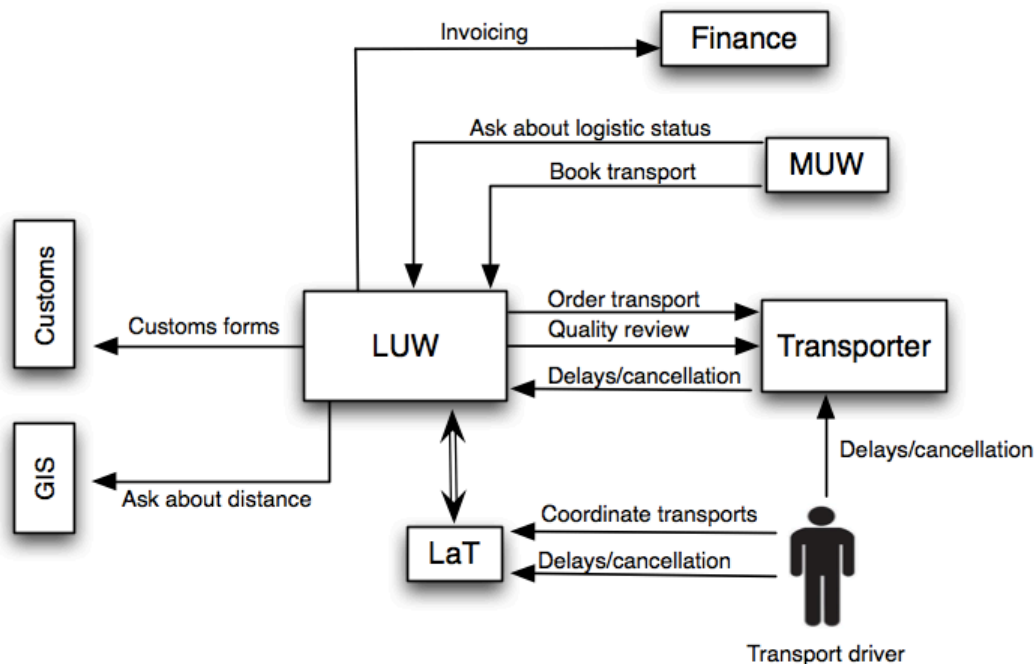 Invoicing
Finance
Ask about logistic status
MUW
Book transport
Customs
Customs forms
LUW
Order transport
Quality review
Transporter
Delays/cancellation
GIS
Ask about distance
Delays/cancellation
Coordinate transports
LaT
Delays/cancellation
Transport driver